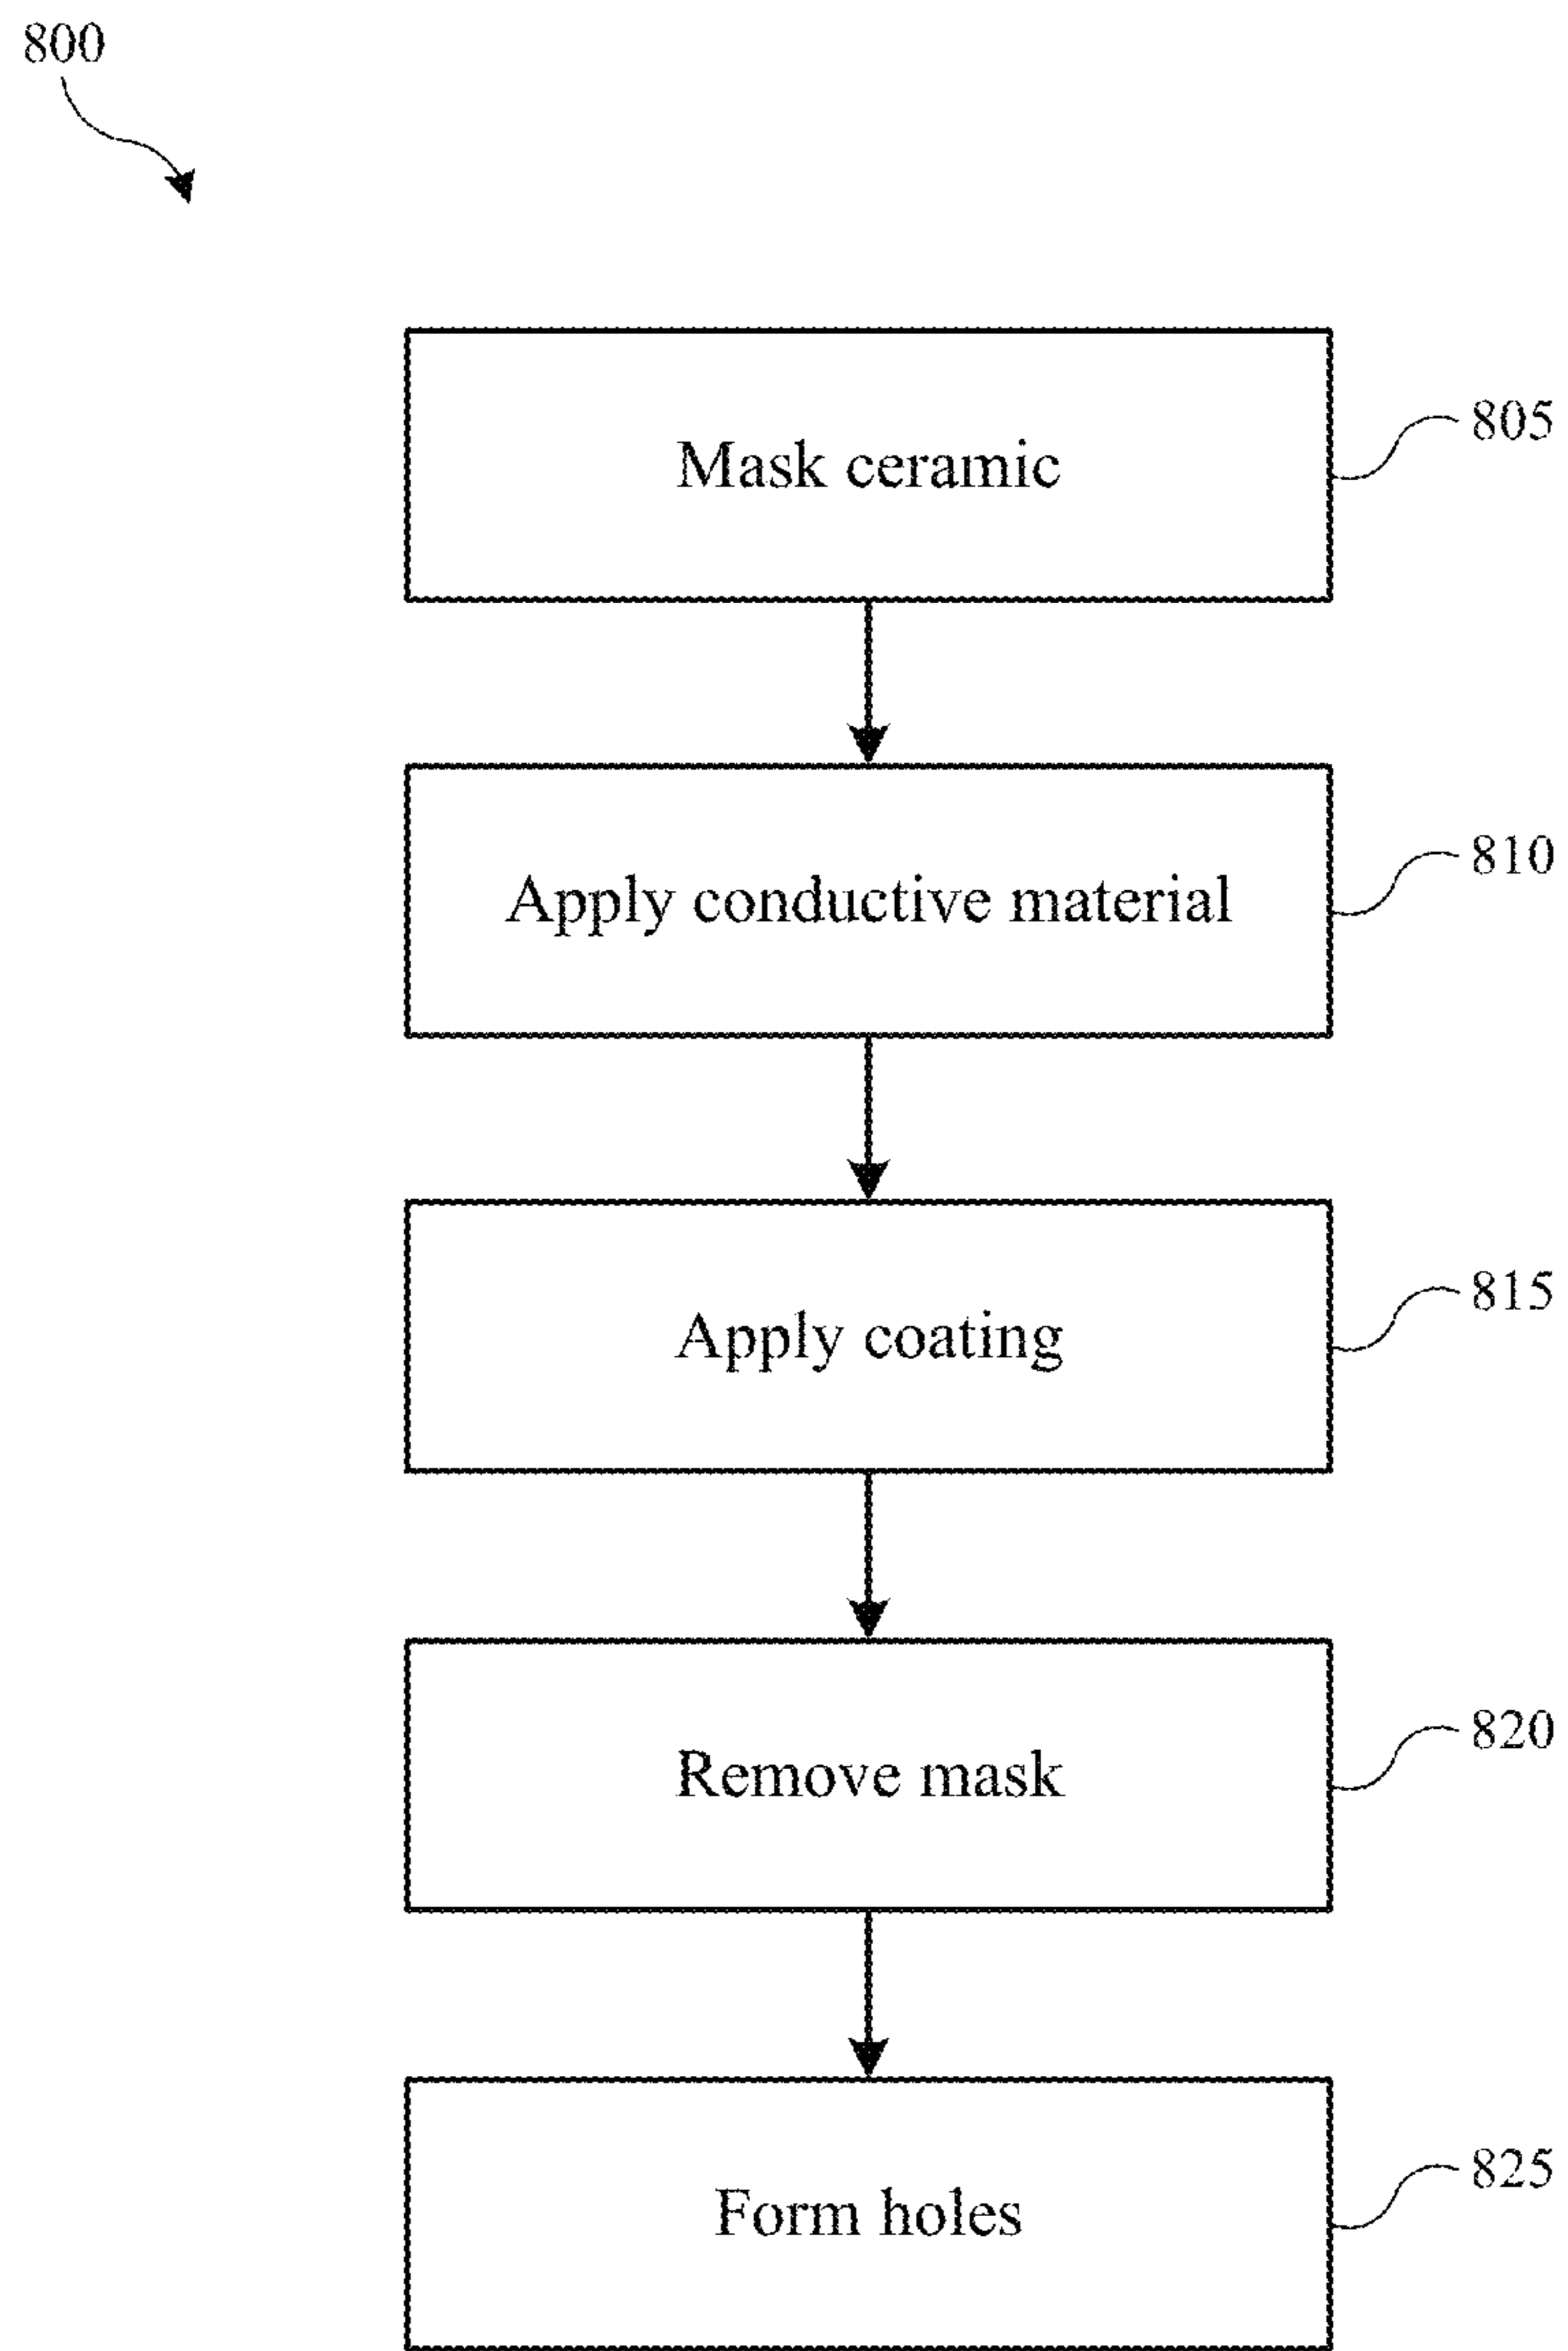 800
Mask ceramic
805
Apply conductive material
810
Apply coating
815
Remove mask
820
Form holes
825